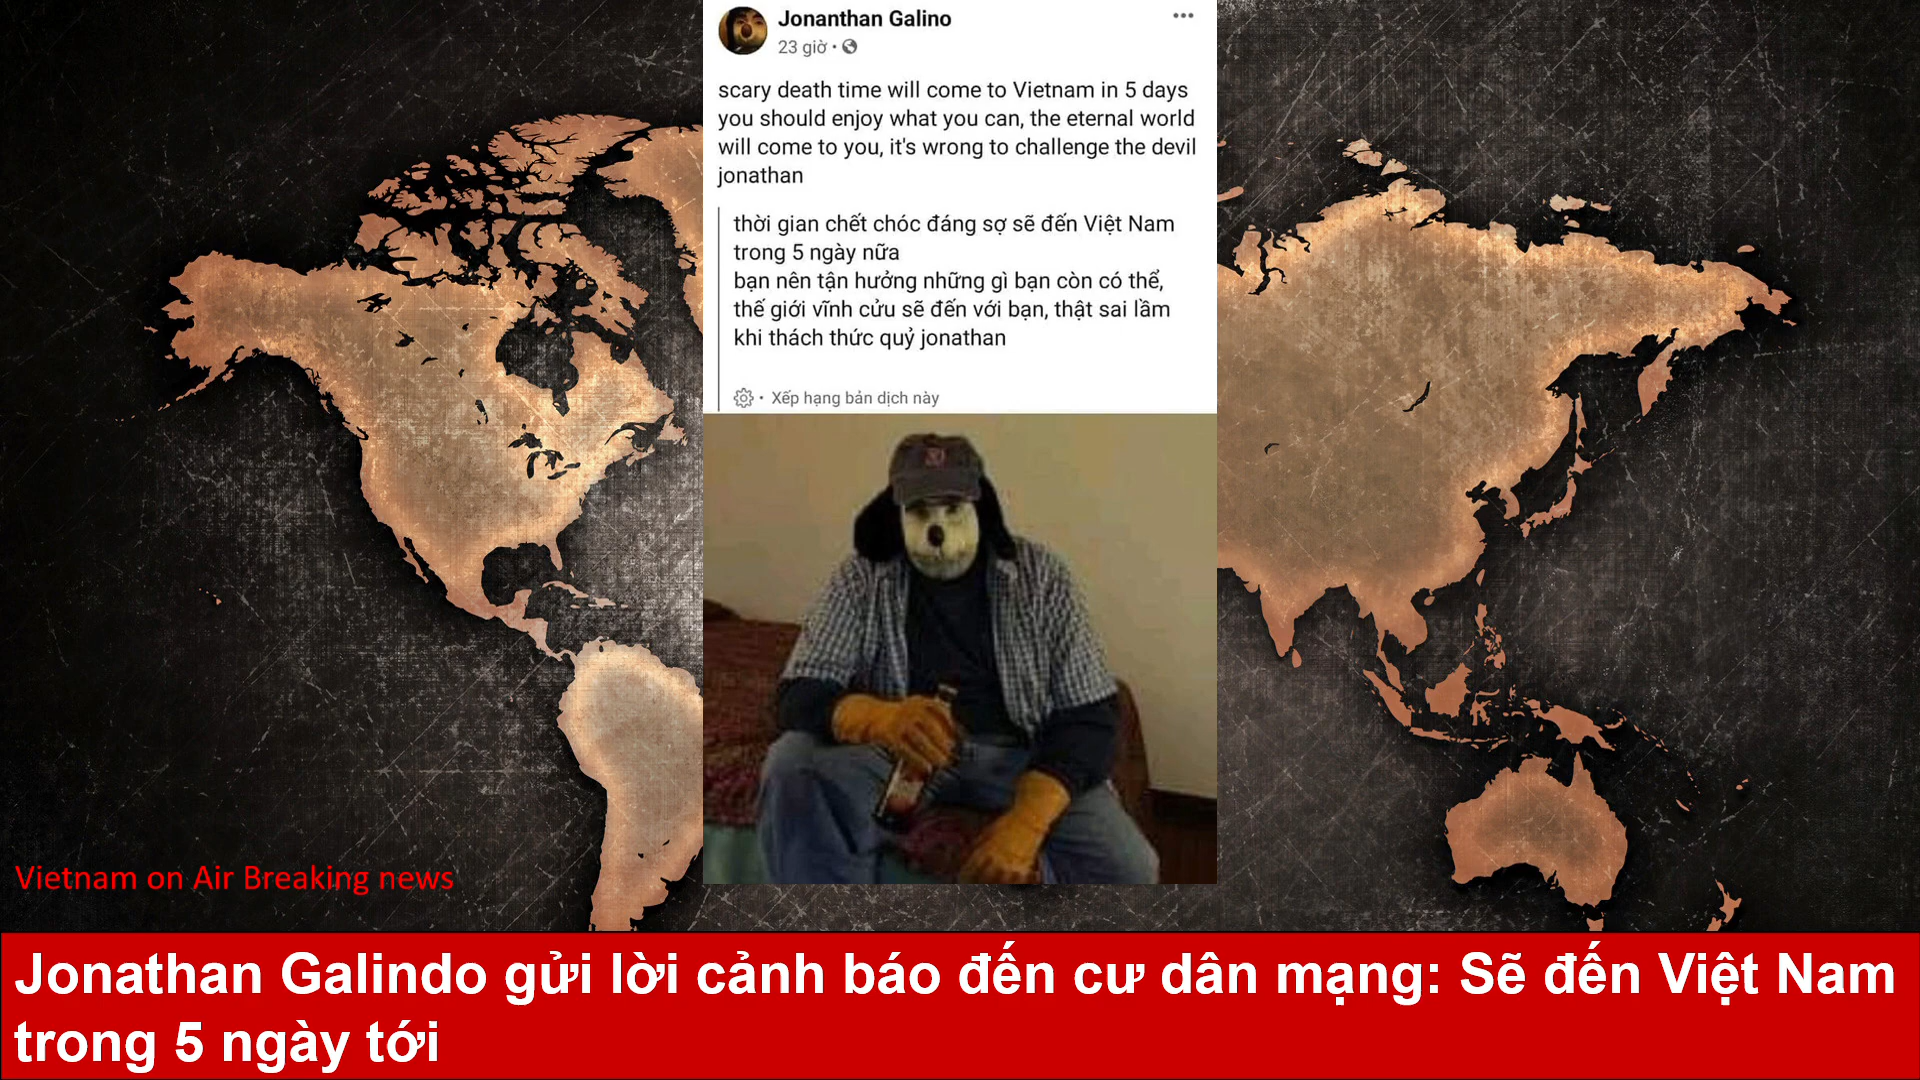 Jonanthan Galino
23 giờ •
scary death time will come to Vietnam in 5 days
you should enjoy what you can, the eternal world
will come to you, it's wrong to challenge the devil
jonathan
thời gian chết chóc đáng sợ sẽ đến Việt Nam
trong 5 ngày nữa
bạn nên tận hưởng những gì bạn còn có thể,
thế giới vĩnh cửu sẽ đến với bạn, thật sai lầm
khi thách thức quỷ jonathan
• Xếp hạng bản dịch này
Vietnam on Air Breaking news
Jonathan Galindo gửi lời cảnh báo đến cư dân mạng: Sẽ đến Việt Nam
trong 5 ngày tới